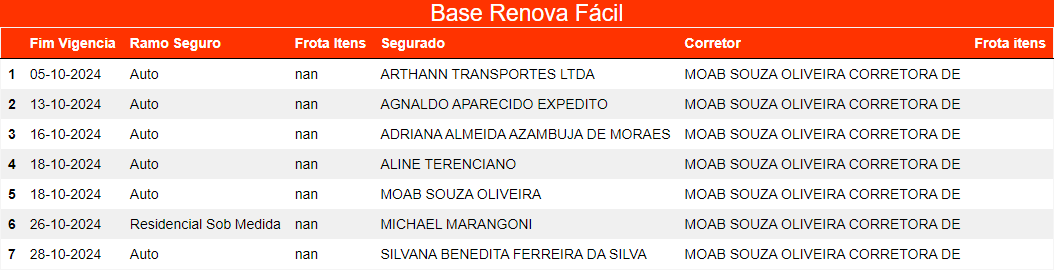 Base Renova Fácil
Fim Vigencia Ramo Seguro Frota Itens Segurado Corretor Frota itens
1 05-10-2024 Auto nan ARTHANN TRANSPORTES LTDA MOAB SOUZA OLIVEIRA CORRETORA DE
2 13-10-2024 Auto nan AGNALDO APARECIDO EXPEDITO MOAB SOUZA OLIVEIRA CORRETORA DE
3 16-10-2024 Auto nan ADRIANA ALMEIDA AZAMBUJA DE MORAES MOAB SOUZA OLIVEIRA CORRETORA DE
4 18-10-2024 Auto nan ALINE TERENCIANO MOAB SOUZA OLIVEIRA CORRETORA DE
5 18-10-2024 Auto nan MOAB SOUZA OLIVEIRA MOAB SOUZA OLIVEIRA CORRETORA DE
6 26-10-2024 Residencial Sob Medida nan MICHAEL MARANGONI MOAB SOUZA OLIVEIRA CORRETORA DE
7 28-10-2024 Auto nan SILVANA BENEDITA FERREIRA DA SILVA MOAB SOUZA OLIVEIRA CORRETORA DE